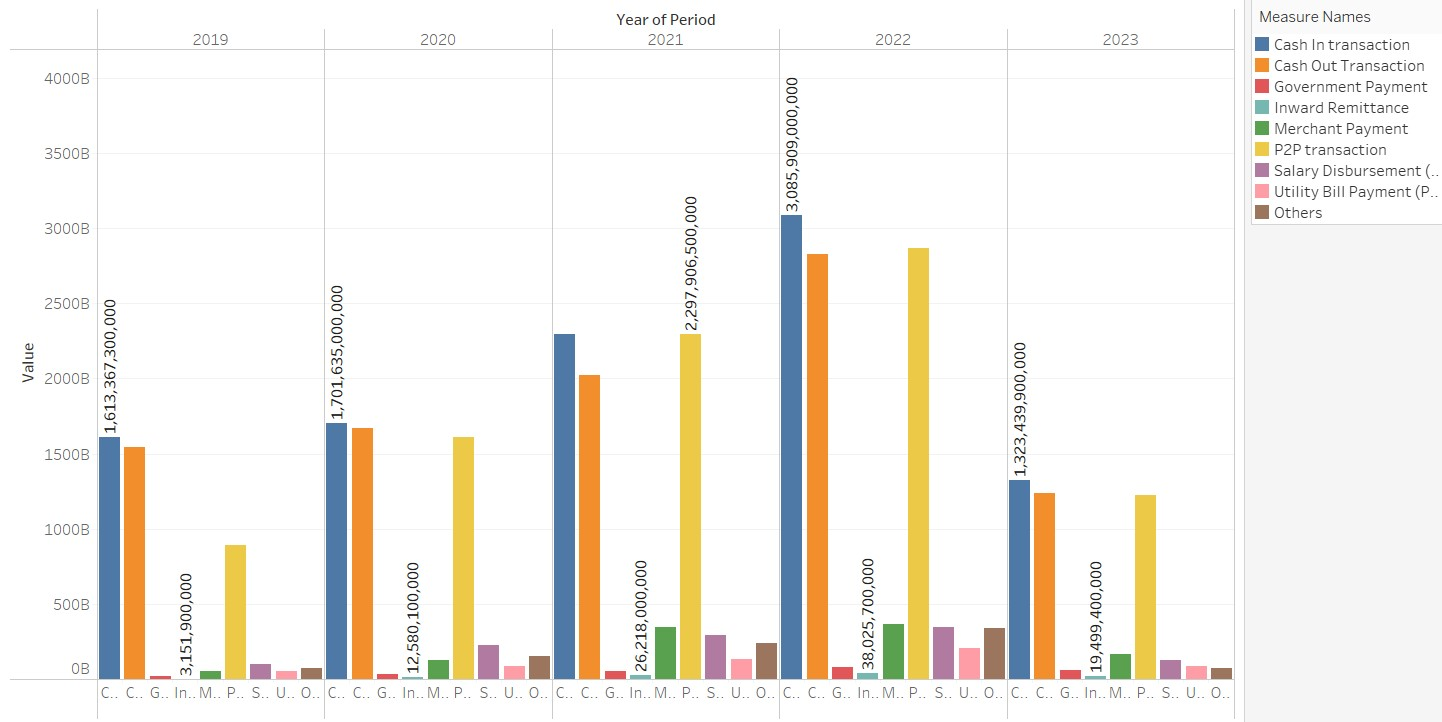 Year of Period
2019 2020 2021 2022 2023
4000B
3500B
3000B
2500B
2000B
1500B
1000B
500B
0B
Value
1,613,367,300,000
3,151,900,000
1,701,635,000,000
12,580,100,000
26,218,000,000
2,297,906,500,000
3,085,909,000,000
38,025,700,000
1,323,439,900,000
19,499,400,000
C.. C.. G.. In.. M.. P.. S.. U.. O.. C.. C.. G.. In.. M.. P.. S.. U.. O.. C.. C.. G.. In.. M.. P.. S.. U.. O.. C.. C.. G.. In.. M.. P.. S.. U.. O.. C.. C.. G.. In.. M.. P.. S.. U.. O..
Measure Names
Cash In transaction
Cash Out Transaction
Government Payment
Inward Remittance
Merchant Payment
P2P transaction
Salary Disbursement (..
Utility Bill Payment (P..
Others